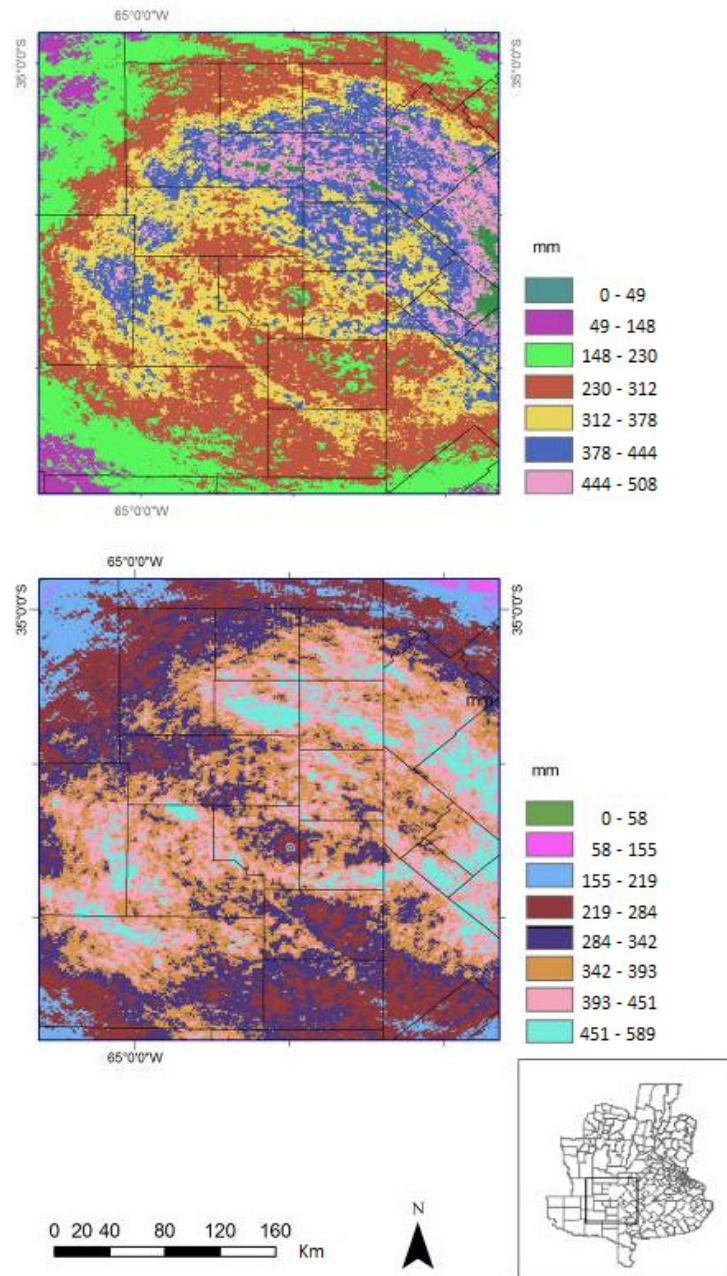 65°0'0"W
35°0'0"S
35°0'0"S
mm
0 - 49
49 - 148
148 - 230
230 - 312
312 - 378
378 - 444
444 - 508
65°0'0"W
65°0'0"W
35°0'0"S
35°0'0"S
mm
mm
0 - 58
58 - 155
155 - 219
219 - 284
284 - 342
342 - 393
393 - 451
451 - 589
65°0'0"W
N
0 20 40 80 120 160
Km